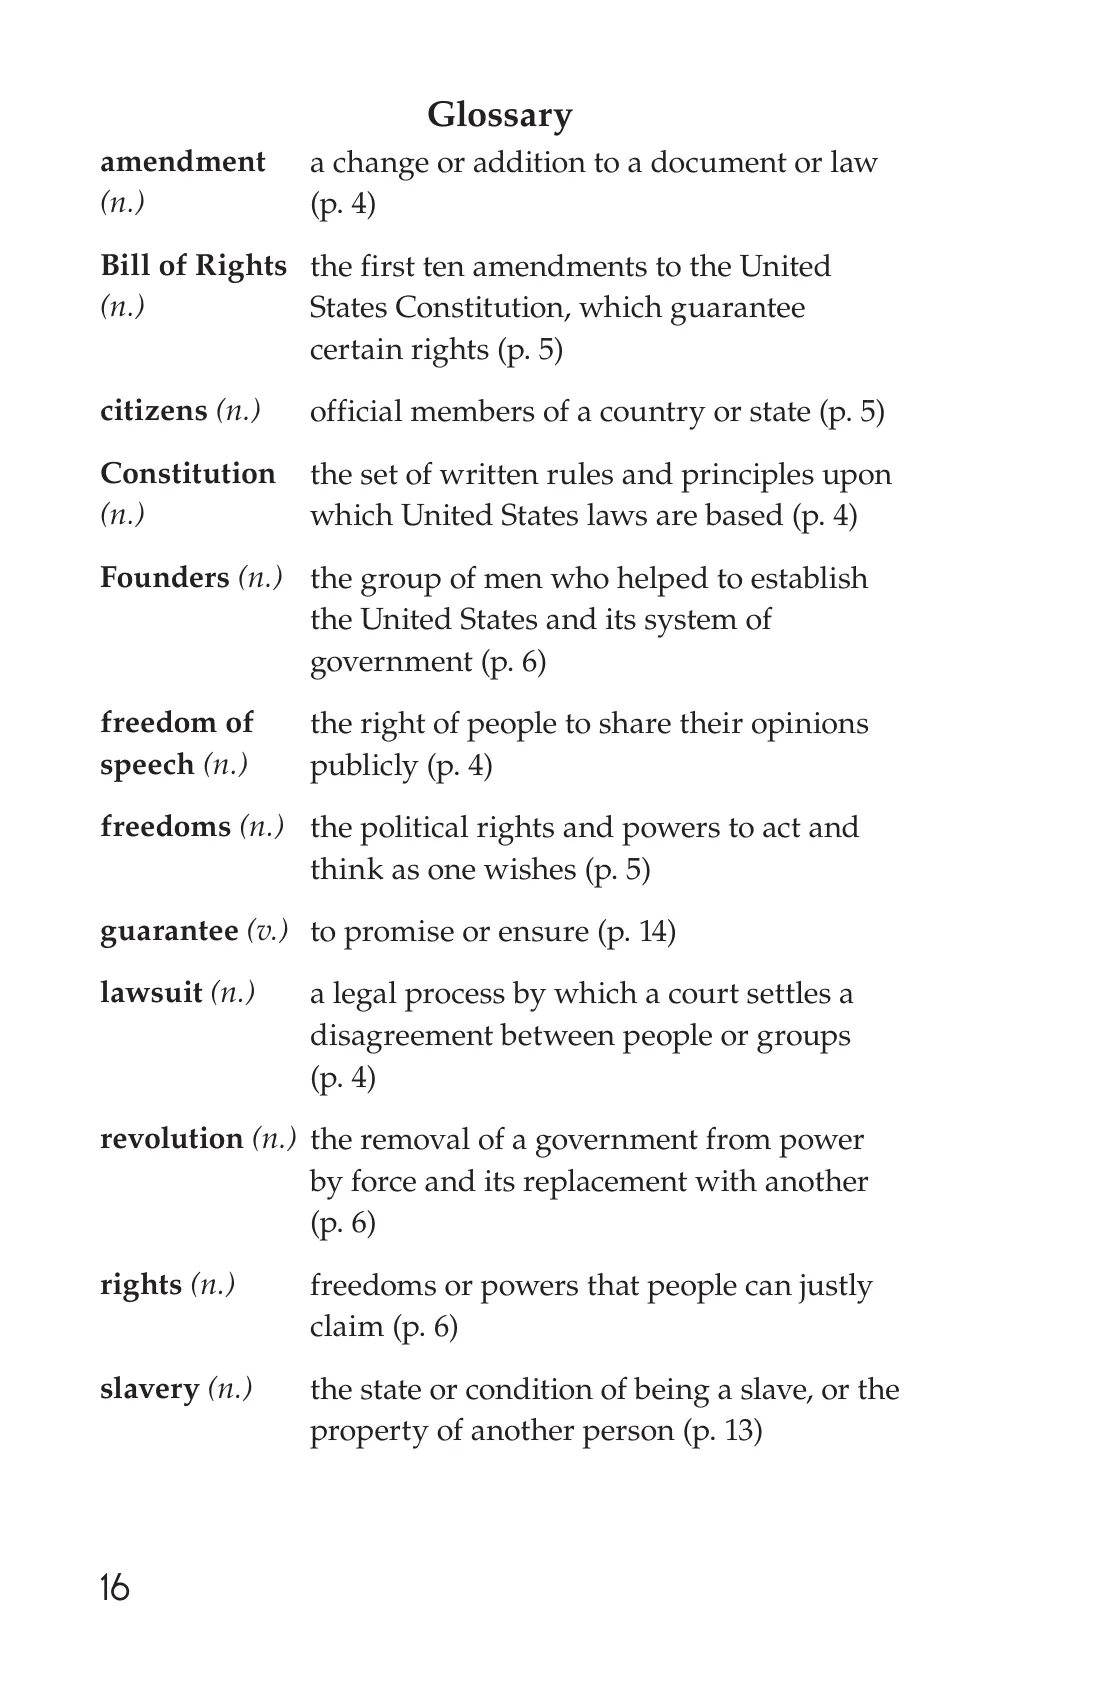 Glossary
amendment a change or addition to a document or law
(n.) (p. 4)
Bill of Rights the first ten amendments to the United
(n.) States Constitution, which guarantee
certain rights (p. 5)
citizens (n.) official members of a country or state (p. 5)
Constitution the set of written rules and principles upon
(n.) which United States laws are based (p. 4)
Founders (n.) the group of men who helped to establish
the United States and its system of
government (p. 6)
freedom of the right of people to share their opinions
speech (n.) publicly (p. 4)
freedoms (n.) the political rights and powers to act and
think as one wishes (p. 5)
guarantee (v.) to promise or ensure (p. 14)
lawsuit (n.) a legal process by which a court settles a
disagreement between people or groups
(p. 4)
revolution (n.) the removal of a government from power
by force and its replacement with another
(p. 6)
rights (n.) freedoms or powers that people can justly
claim (p. 6)
slavery (n.) the state or condition of being a slave, or the
property of another person (p. 13)
16